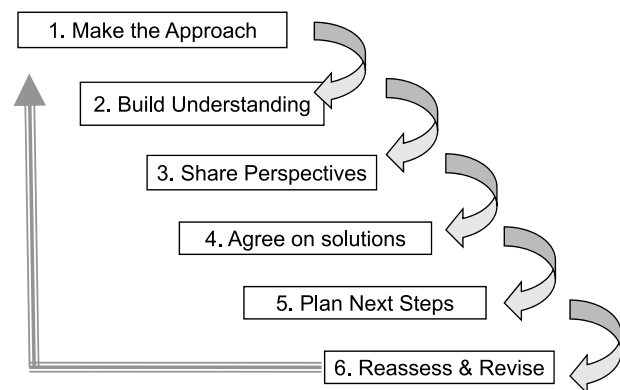 1. Make the Approach
2. Build Understanding
3. Share Perspectives
4. Agree on solutions
5. Plan Next Steps
6. Reassess & Revise